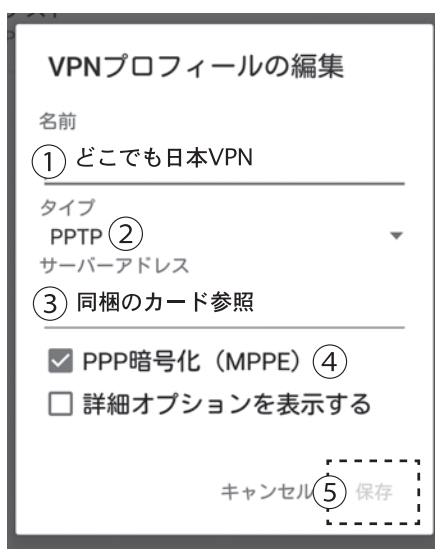 VPNプロフィールの編集
名前
① どこでも日本VPN
タイプ
PPTP ②
サーバーアドレス
③ 同梱のカード参照
PPP暗号化（MPPE）④
詳細オプションを表示する
キャンセル ⑤ 保存